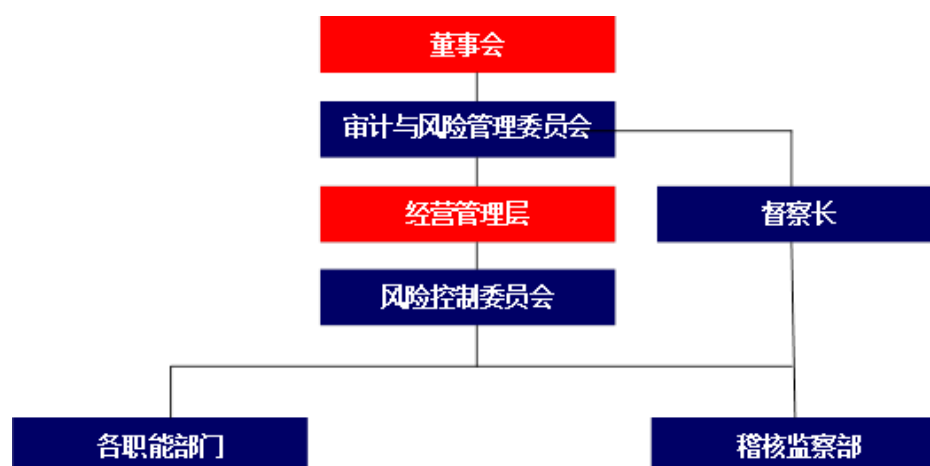 董事会
审计与风险管理委员会
经营管理层
督察长
风险控制委员会
各职能部门
稽核监察部